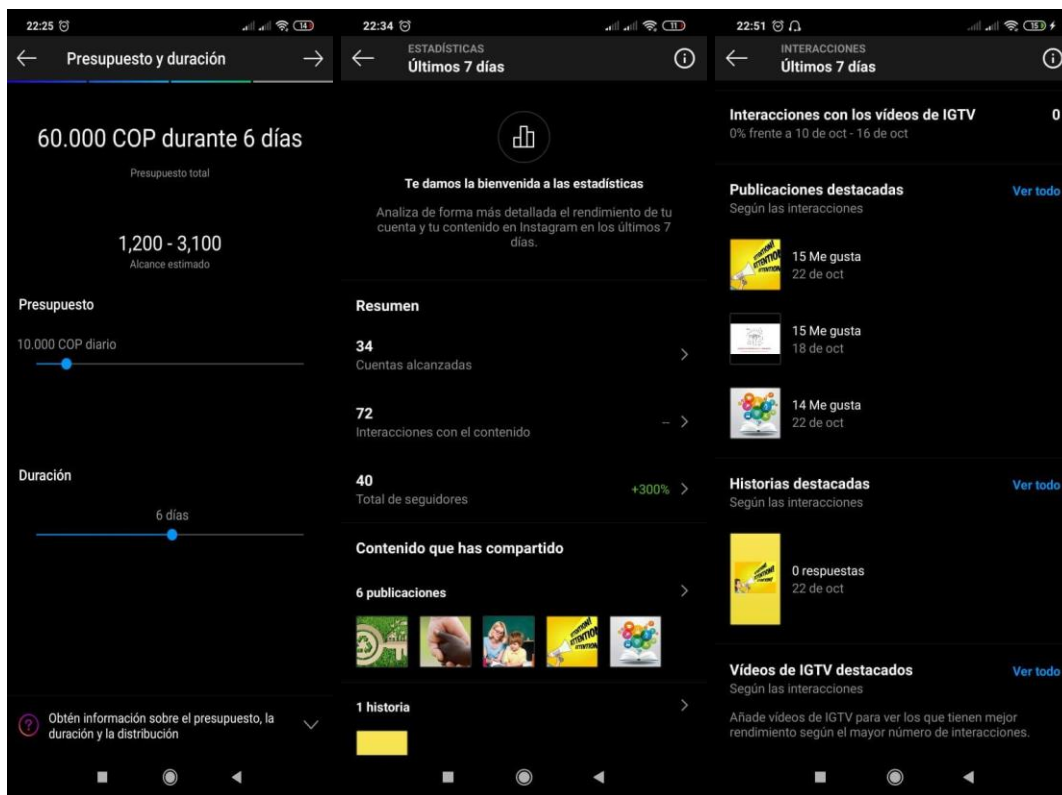 22:25
14
Presupuesto y duración
60.000 COP durante 6 días
Presupuesto total
1,200 - 3,100
Alcance estimado
Presupuesto
10.000 COP diario
Duración
6 días
Obtén información sobre el presupuesto, la
duración y la distribución
22:34
11
ESTADÍSTICAS
Últimos 7 días
Te damos la bienvenida a las estadísticas
Analiza de forma más detallada el rendimiento de tu
cuenta y tu contenido en Instagram en los últimos 7
días.
Resumen
34
Cuentas alcanzadas
72
Interacciones con el contenido
--
40
Total de seguidores
+300%
Contenido que has compartido
6 publicaciones
ATTENTION!
ATTENTION
ATTENTION
1 historia
22:51
15
INTERACCIONES
Últimos 7 días
Interacciones con los vídeos de IGTV
0
0% frente a 10 de oct - 16 de oct
Publicaciones destacadas
Ver todo
Según las interacciones
ATTENTION!
ATTENTION
ATTENTION
15 Me gusta
22 de oct
15 Me gusta
18 de oct
14 Me gusta
22 de oct
Historias destacadas
Ver todo
Según las interacciones
0 respuestas
22 de oct
Vídeos de IGTV destacados
Ver todo
Según las interacciones
Añade vídeos de IGTV para ver los que tienen mejor
rendimiento según el mayor número de interacciones.